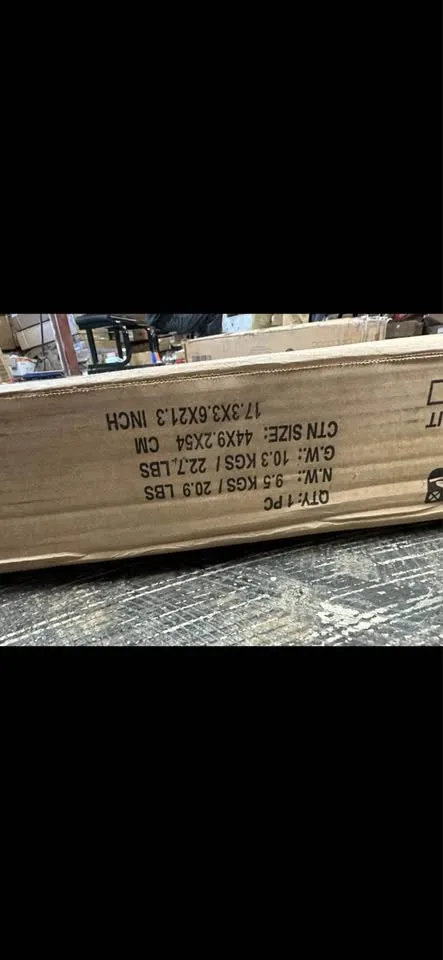 QTY: 1 PC
N.W.: 9.5 KGS / 20.9 LBS
G.W.: 10.3 KGS / 22.7 LBS
CTN SIZE: 44X9.2X54 CM
17.3X3.6X21.3 INCH